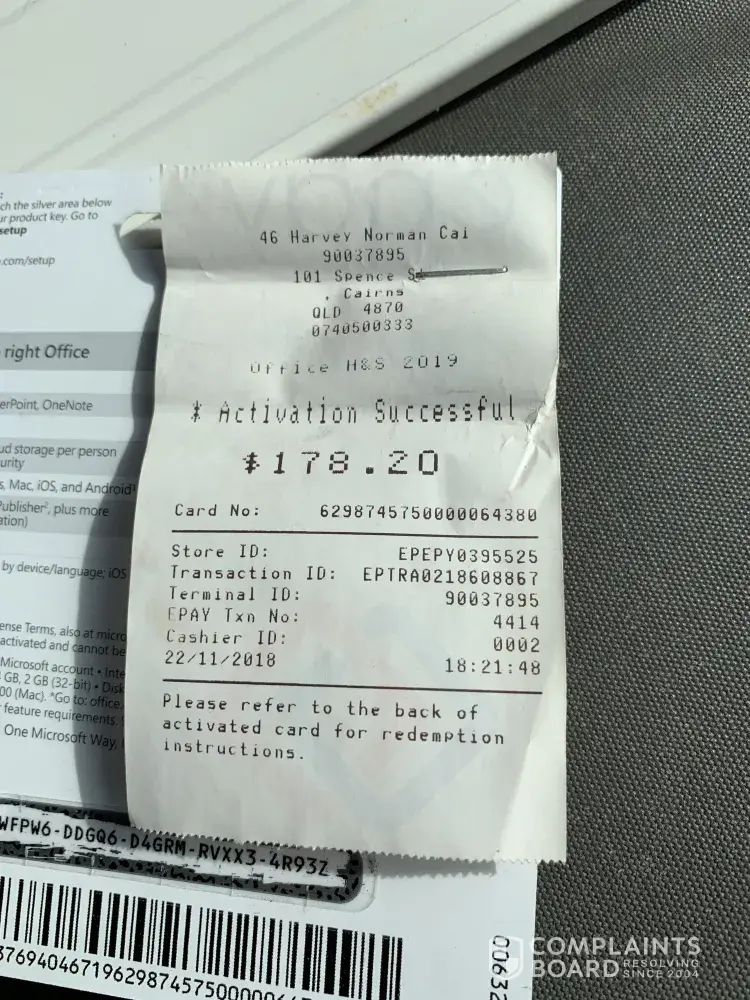 ch the silver area below
ur product key. Go to
setup
.com/setup
right Office
erPoint, OneNote
ud storage per person
urity
s, Mac, iOS, and Android¹
Publisher², plus more
ation)
by device/language; iOS
ense Terms, also at micro
activated and cannot be
Microsoft account • Inte
GB, 2 GB (32-bit) • Disk
00 (Mac). *Go to: office.
feature requirements.
One Microsoft Way,
WFPW6-DDGQ6-D4GRM-RVXX3-4R93Z
46 Harvey Norman Cai
90037895
101 Spence
, Cairns
QLD 4870
0740500333
Office H&S 2019
* Activation Successful
$178.20
Card No: 6298745750000064380
Store ID: EPEPY0395525
Transaction ID: EPTRA0218608867
Terminal ID: 90037895
EPAY Txn No: 4414
Cashier ID: 0002
22/11/2018 18:21:48
Please refer to the back of
activated card for redemption
instructions.
00632
COMPLAINTS
BOARD RESOLVING
SINCE 2004